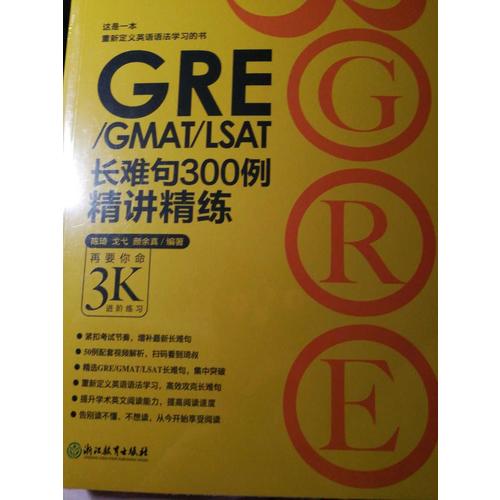 这是一本
重新定义英语语法学习的书
GRE
/GMAT/LSAT
长难句300例
精讲精练
陈琦 戈弋 颜余真/编著
再要你命
3K
进阶练习
紧扣考试节奏，增补最新长难句
50例配套视频解析，扫码看到琦叔
精选GRE/GMAT/LSAT长难句，集中突破
重新定义英语语法学习，高效攻克长难句
提升学术英文阅读能力，提高阅读速度
告别读不懂、不想读，从今开始享受阅读
浙江教育出版社
G
R
E